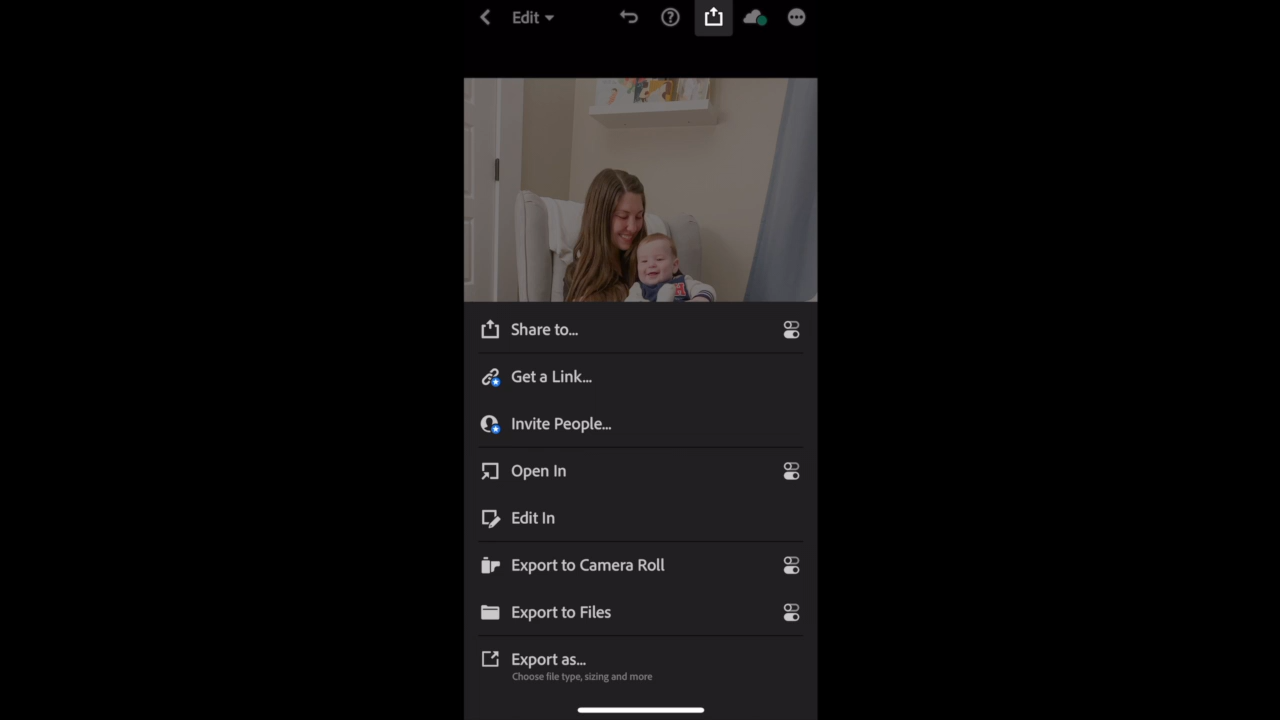 Edit
Share to...
Get a Link...
Invite People...
Open In
Edit In
Export to Camera Roll
Export to Files
Export as...
Choose file type, sizing and more